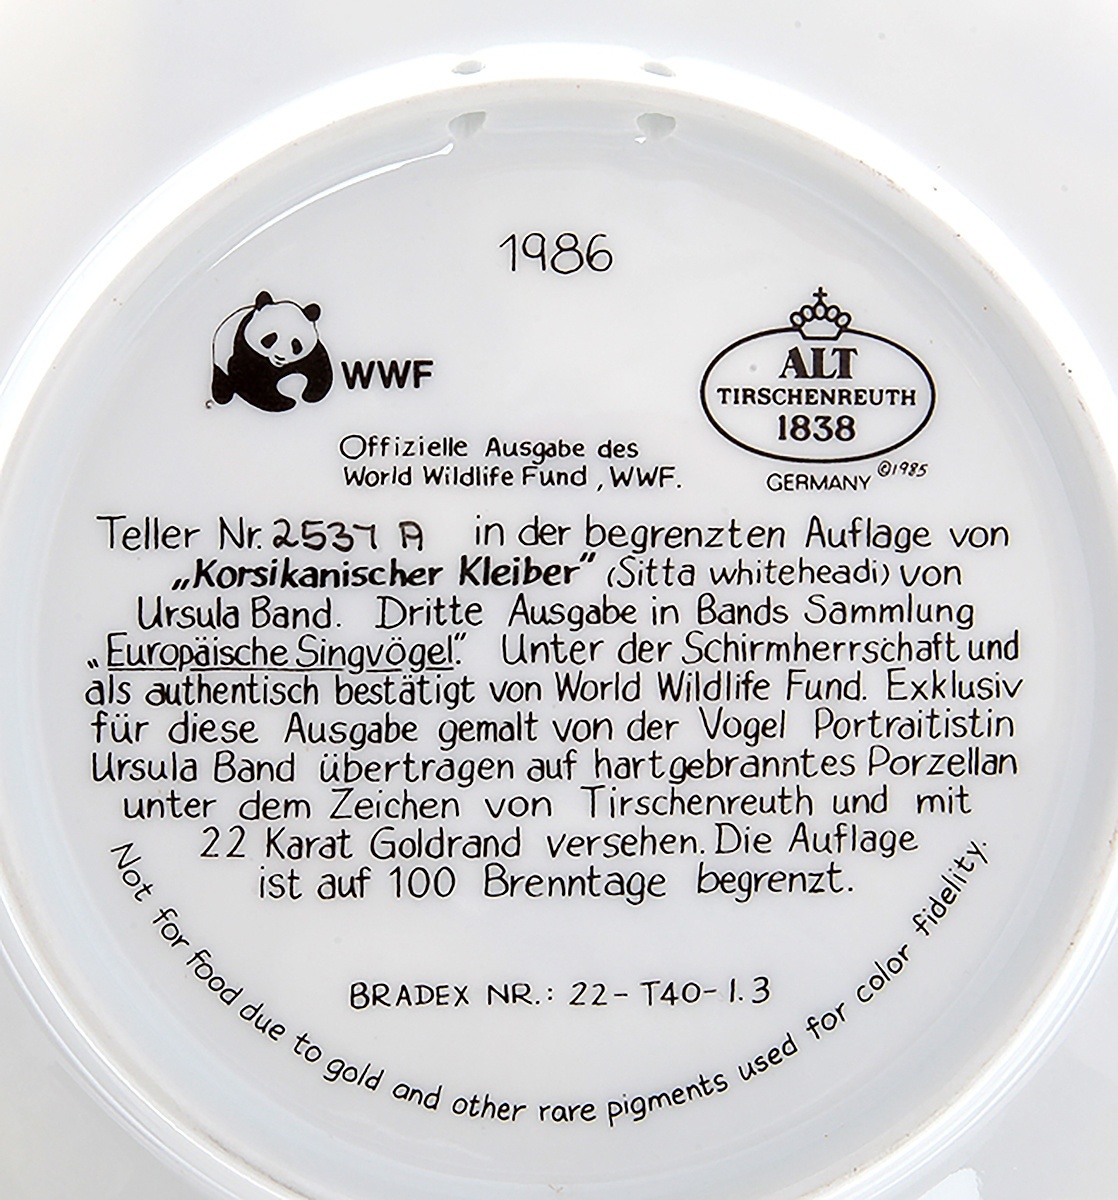 1986
WWF
ALT
TIRSCHENREUTH
1838
GERMANY ©1985
Offizielle Ausgabe des
World Wildlife Fund, WWF.
Teller Nr. 2537 A in der begrenzten Auflage von
„Korsikanischer Kleiber" (Sitta whiteheadi) von
Ursula Band. Dritte Ausgabe in Bands Sammlung
„Europäische Singvögel". Unter der Schirmherrschaft und
als authentisch bestätigt von World Wildlife Fund. Exklusiv
für diese Ausgabe gemalt von der Vogel Portraitistin
Ursula Band übertragen auf hartgebranntes Porzellan
unter dem Zeichen von Tirschenreuth und mit
22 Karat Goldrand versehen. Die Auflage
ist auf 100 Brenntage begrenzt.
BRADEX NR.: 22-T40-1.3
Not for food due to gold and other rare pigments used for color fidelity.